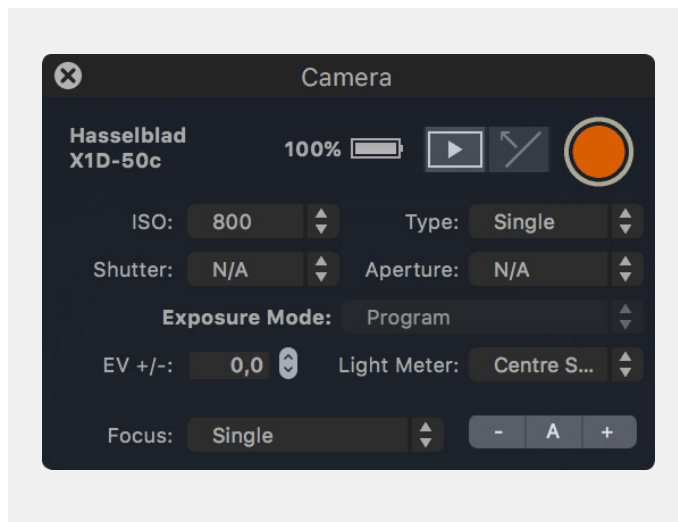 Camera
Hasselblad
X1D-50c
100%
ISO: 800 Type: Single
Shutter: N/A Aperture: N/A
Exposure Mode: Program
EV +/-: 0,0 Light Meter: Centre S...
Focus: Single - A +